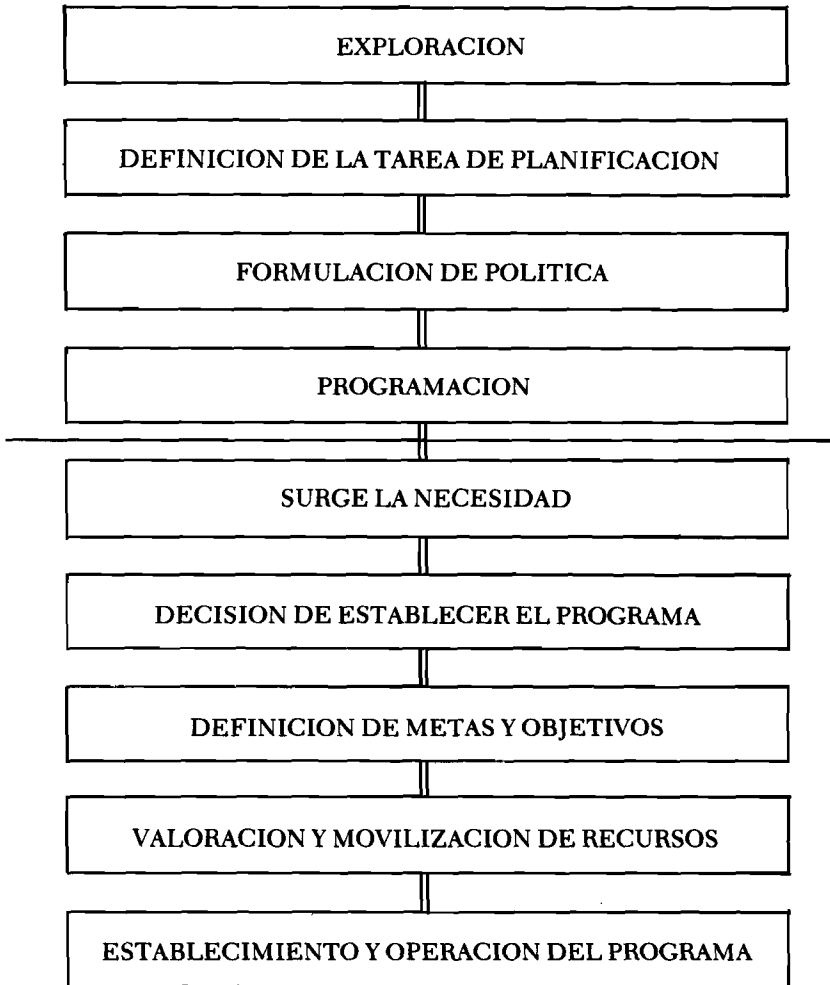 EXPLORACION
DEFINICION DE LA TAREA DE PLANIFICACION
FORMULACION DE POLITICA
PROGRAMACION
SURGE LA NECESIDAD
DECISION DE ESTABLECER EL PROGRAMA
DEFINICION DE METAS Y OBJETIVOS
VALORACION Y MOVILIZACION DE RECURSOS
ESTABLECIMIENTO Y OPERACION DEL PROGRAMA